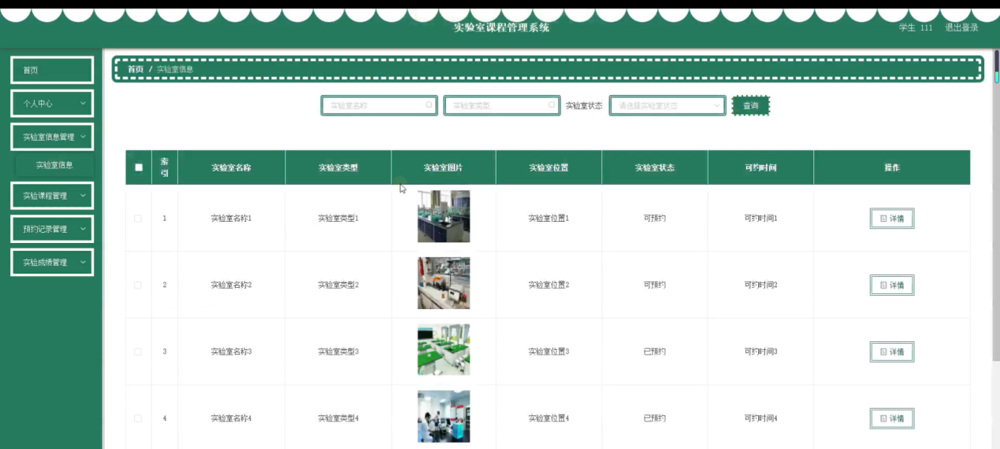 实验室课程管理系统
学生 111 退出登录
首页
个人中心
实验室信息管理
实验室信息
实验课程管理
预约记录管理
实验成绩管理
首页 / 实验室信息
实验室名称 实验室类型 实验室状态 请选择实验室状态 查询
索引 实验室名称 实验室类型 实验室图片 实验室位置 实验室状态 可约时间 操作
1 实验室名称1 实验室类型1 实验室位置1 可预约 可约时间1 详情
2 实验室名称2 实验室类型2 实验室位置2 可预约 可约时间2 详情
3 实验室名称3 实验室类型3 实验室位置3 已预约 可约时间3 详情
4 实验室名称4 实验室类型4 实验室位置4 已预约 可约时间4 详情